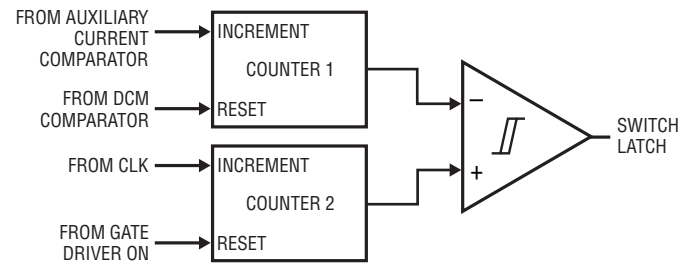 FROM AUXILIARY
CURRENT
COMPARATOR
INCREMENT
COUNTER 1
FROM DCM
COMPARATOR
RESET
FROM CLK
INCREMENT
COUNTER 2
FROM GATE
DRIVER ON
RESET
–
+
SWITCH
LATCH